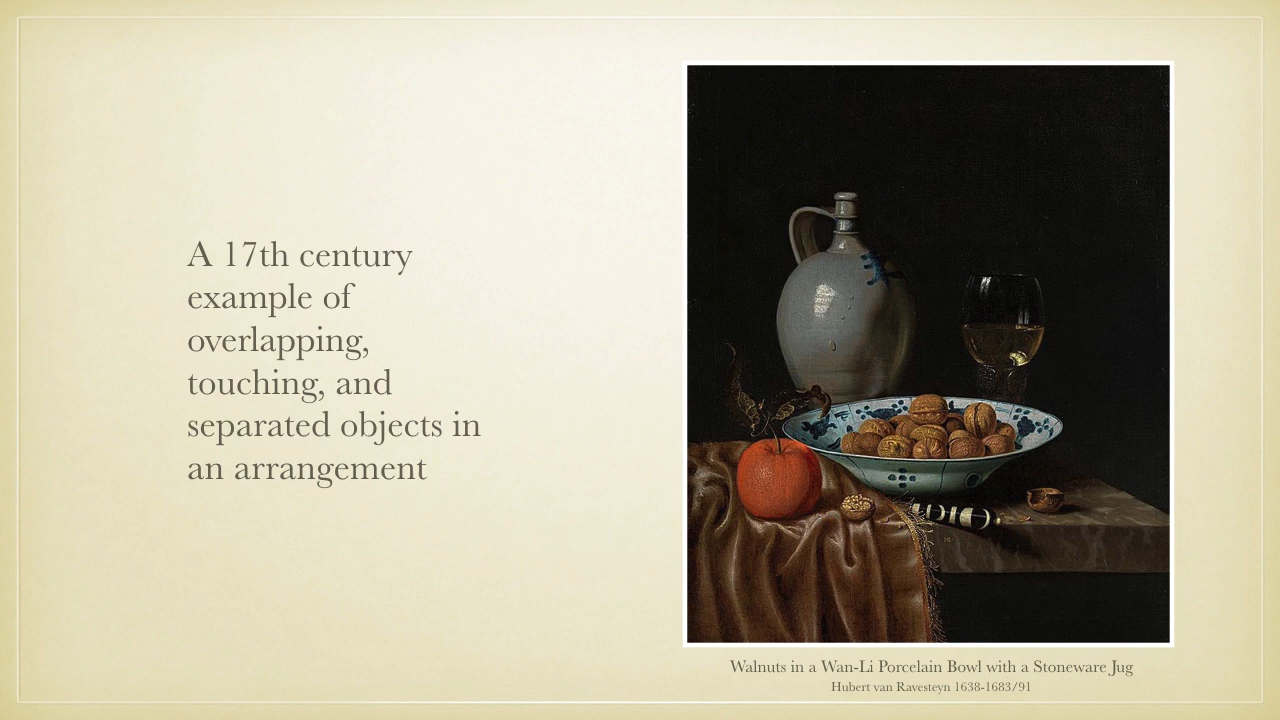 A 17th century
example of
overlapping,
touching, and
separated objects in
an arrangement
Walnuts in a Wan-Li Porcelain Bowl with a Stoneware Jug
Hubert van Ravesteyn 1638-1683/91